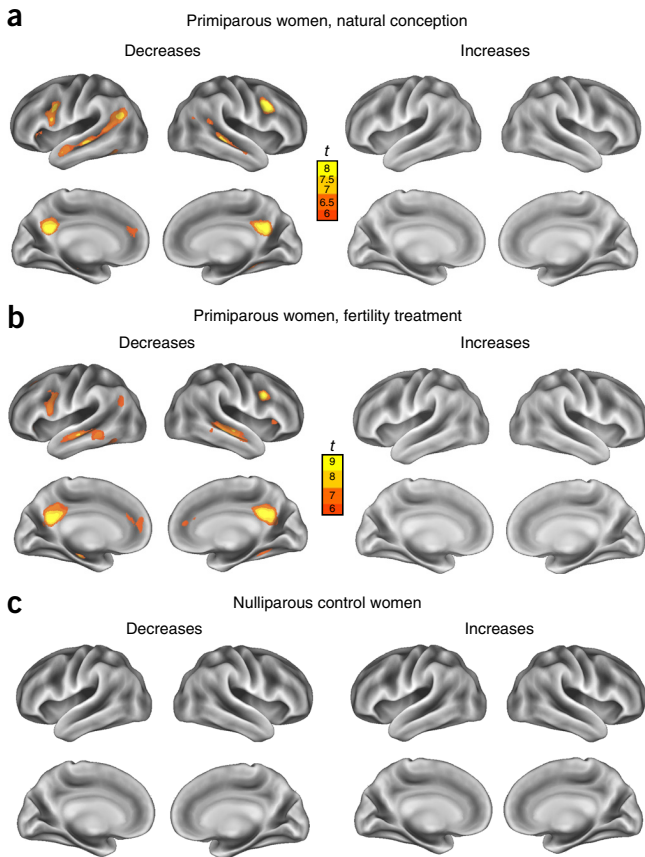 a
Primiparous women, natural conception
Decreases
Increases
t
8
7.5
7
6.5
6
b
Primiparous women, fertility treatment
Decreases
Increases
t
9
8
7
6
c
Nulliparous control women
Decreases
Increases